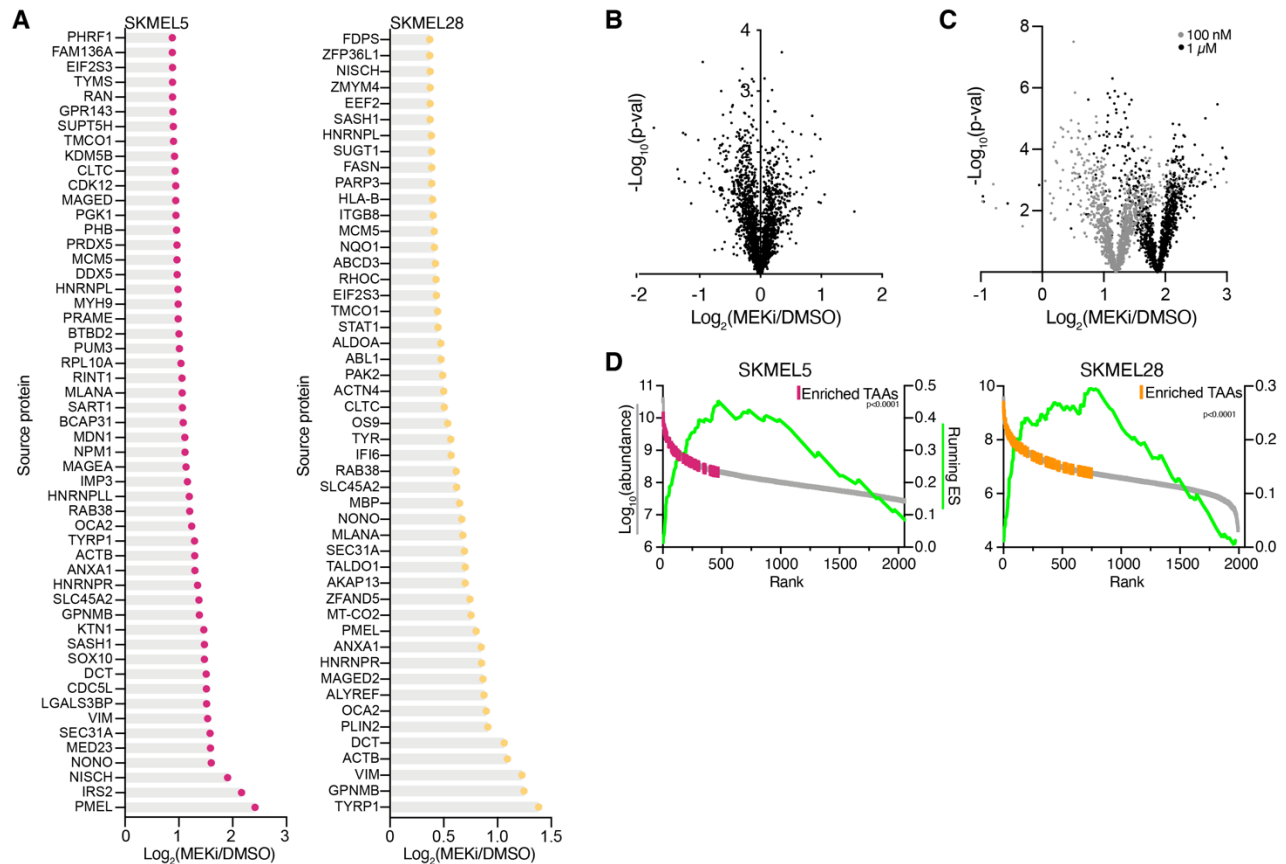 A
SKMEL5
PHRF1
FAM136A
EIF2S3
TYMS
RAN
GPR143
SUPT5H
TMCO1
KDM5B
CLTC
CDK12
MAGED
PGK1
PHB
PRDX5
MCM5
DDX5
HNRNPL
MYH9
PRAME
BTBD2
PUM3
RPL10A
RINT1
MLANA
SART1
BCAP31
MDN1
NPM1
MAGEA
IMP3
HNRNPLL
RAB38
OCA2
TYRP1
ACTB
ANXA1
HNRNPR
SLC45A2
GPNMB
KTN1
SASH1
SOX10
DCT
CDC5L
LGALS3BP
VIM
SEC31A
MED23
NONO
NISCH
IRS2
PMEL
Source protein
0 1 2 3
Log2(MEKi/DMSO)
SKMEL28
FDPS
ZFP36L1
NISCH
ZMYM4
EEF2
SASH1
HNRNPL
SUGT1
FASN
PARP3
HLA-B
ITGB8
MCM5
NQO1
ABCD3
RHOC
EIF2S3
TMCO1
STAT1
ALDOA
ABL1
PAK2
ACTN4
CLTC
OS9
TYR
IFI6
RAB38
SLC45A2
MBP
NONO
MLANA
SEC31A
TALDO1
AKAP13
ZFAND5
MT-CO2
PMEL
ANXA1
HNRNPR
MAGED2
ALYREF
OCA2
PLIN2
DCT
ACTB
VIM
GPNMB
TYRP1
Source protein
0 0.5 1.0 1.5
Log2(MEKi/DMSO)
B
4
3
2
1
-Log10(p-val)
-2 -1 0 1 2
Log2(MEKi/DMSO)
C
100 nM
1 µM
8
6
4
2
-Log10(p-val)
-1 0 1 2 3
Log2(MEKi/DMSO)
D
SKMEL5
Enriched TAAs
p<0.0001
11
10
9
8
7
6
Log10(abundance)
0.5
0.4
0.3
0.2
0.1
0.0
Running ES
0 500 1000 1500 2000
Rank
SKMEL28
Enriched TAAs
p<0.0001
10
8
6
4
0.3
0.2
0.1
0.0
0 500 1000 1500 2000
Rank